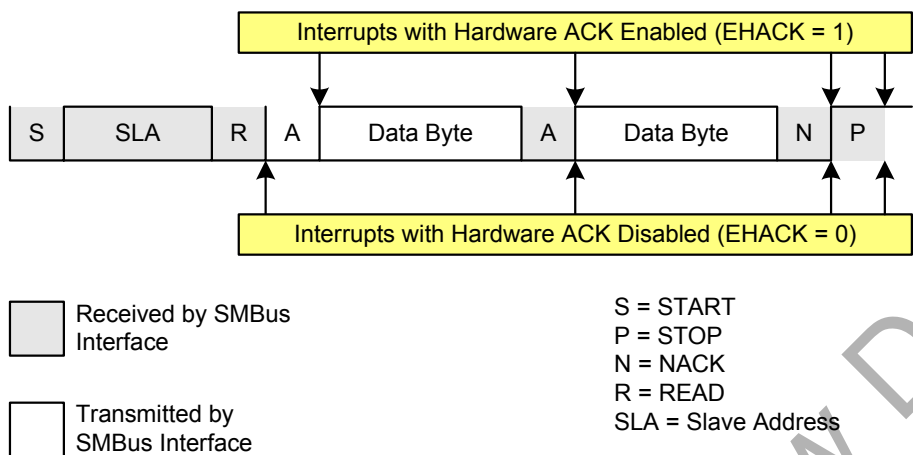 Interrupts with Hardware ACK Enabled (EHACK = 1)
S SLA R A Data Byte A Data Byte N P
Interrupts with Hardware ACK Disabled (EHACK = 0)
Received by SMBus
Interface
Transmitted by
SMBus Interface
S = START
P = STOP
N = NACK
R = READ
SLA = Slave Address
w D